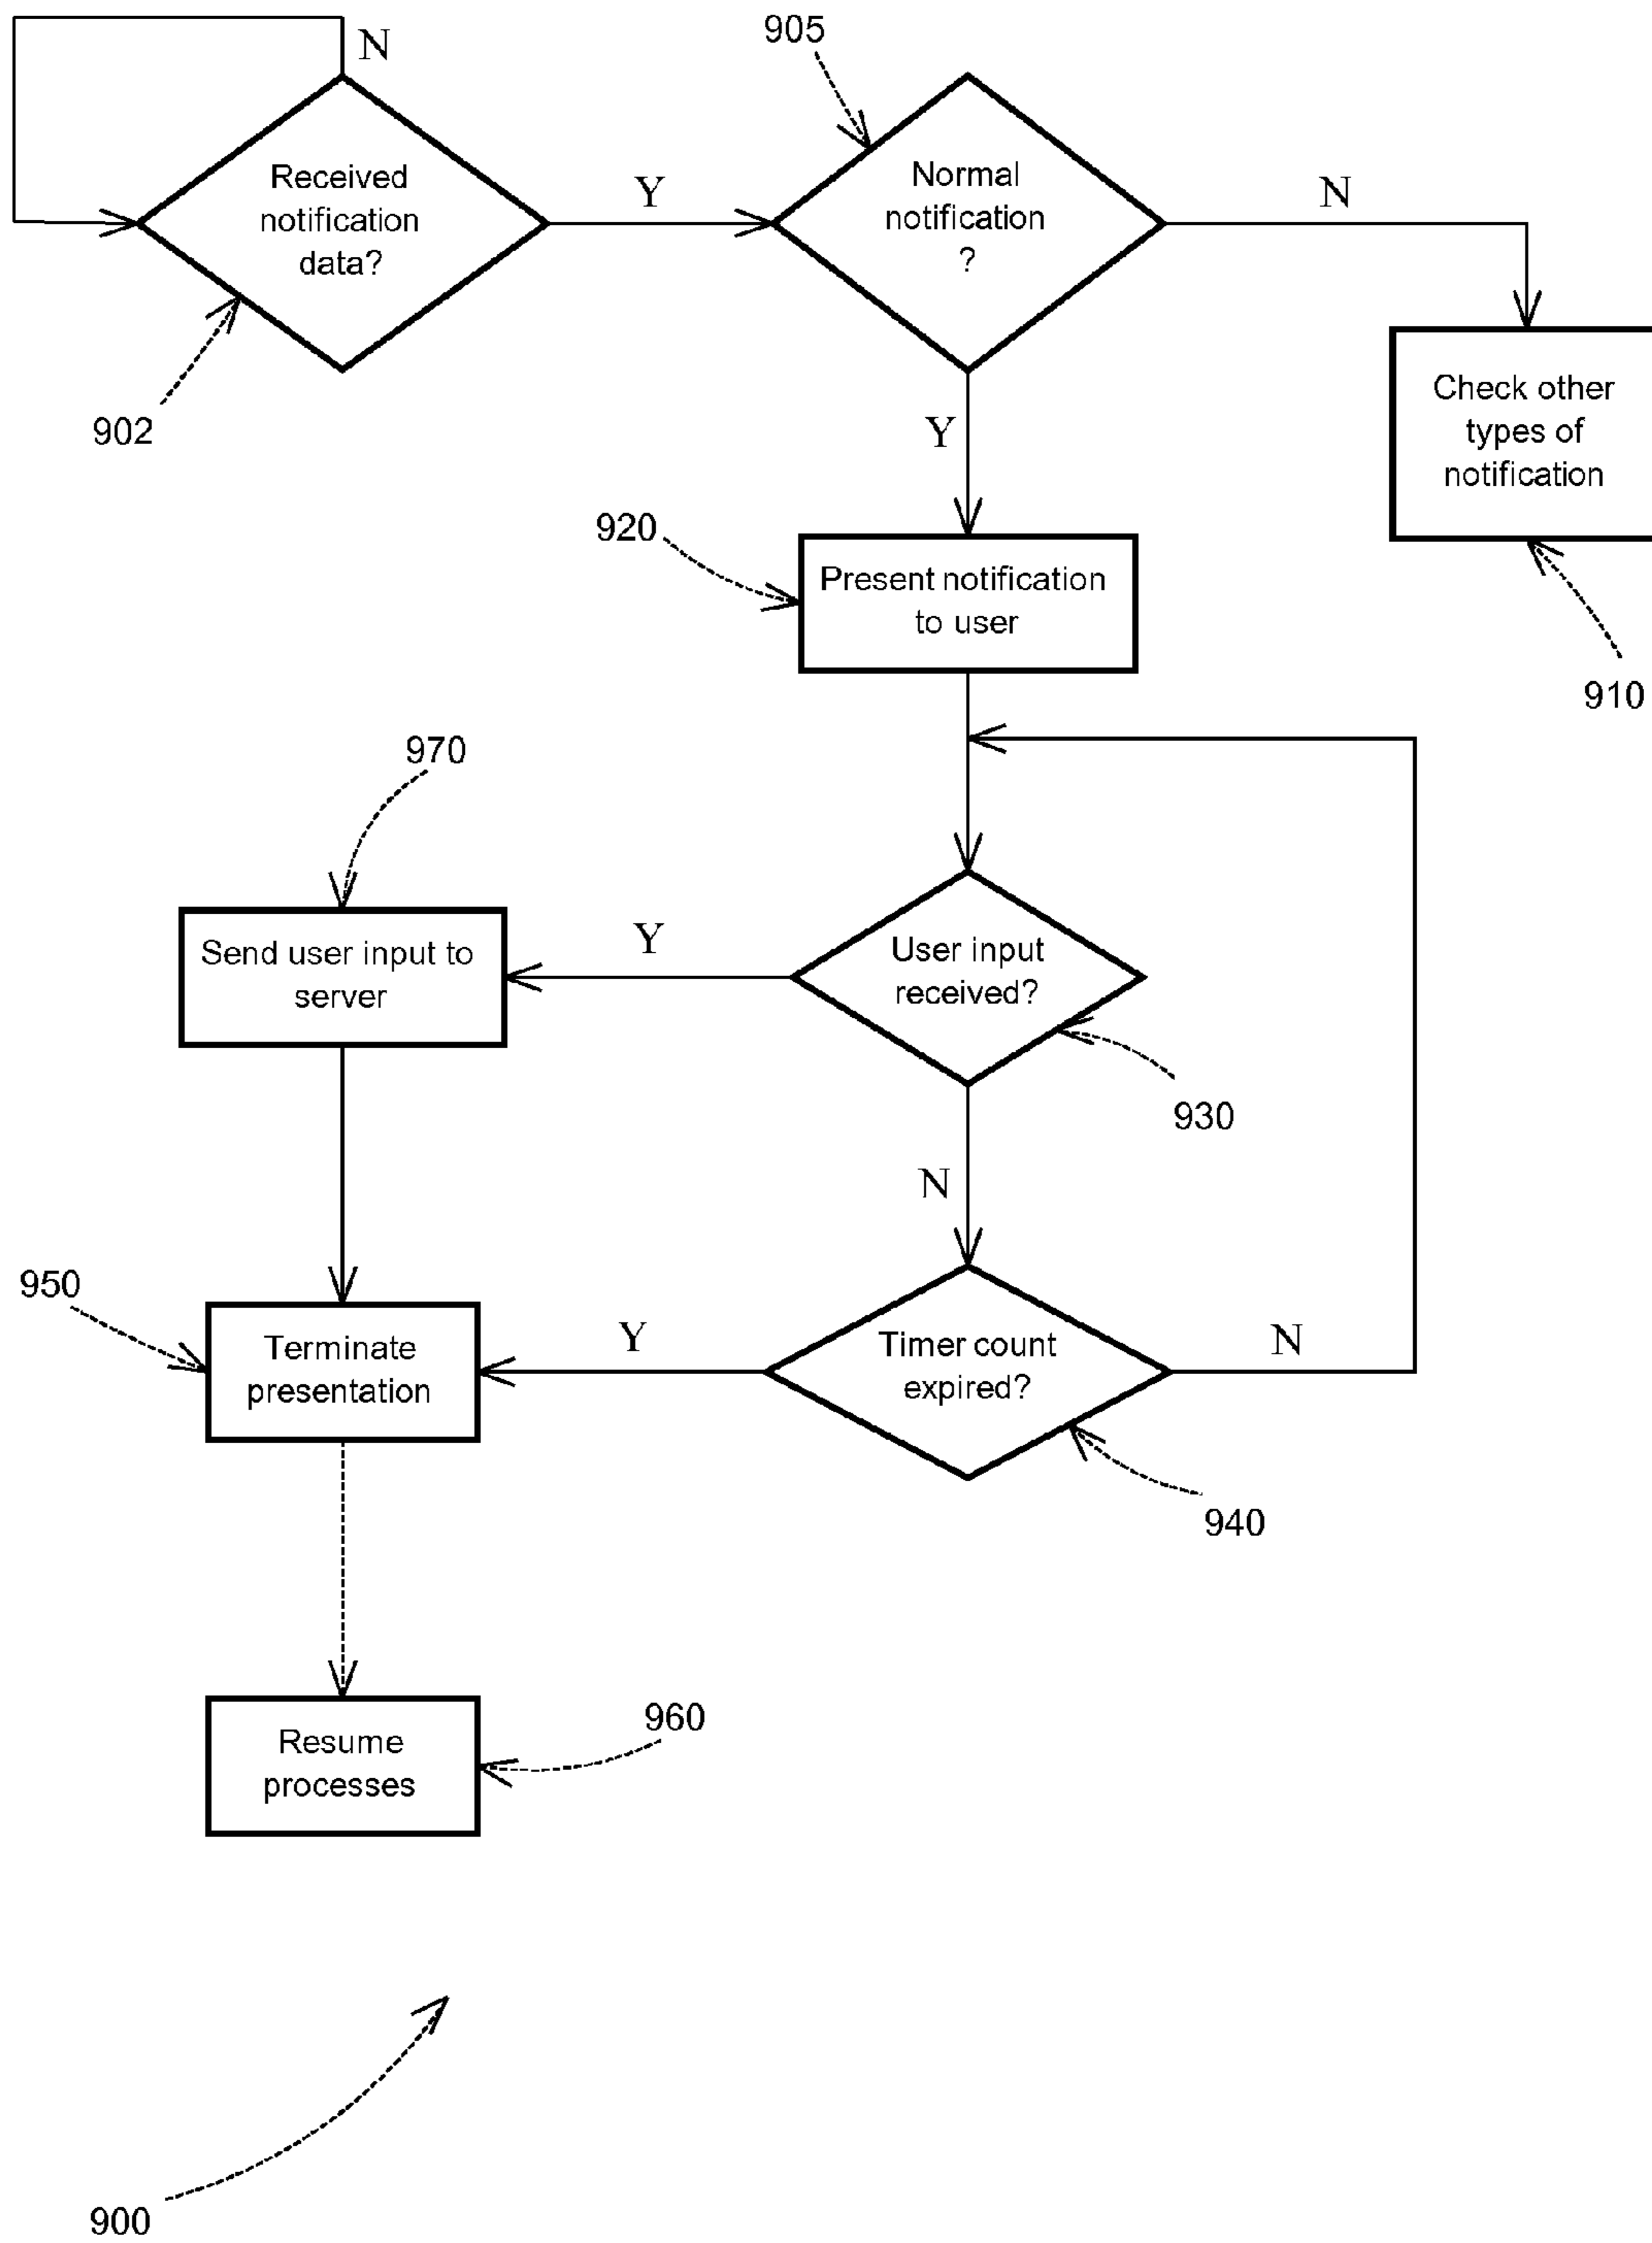 N
905
Received
notification
data?
Y
Normal
notification
?
N
902
Y
Check other
types of
notification
920
Present notification
to user
910
970
Send user input to
server
Y
User input
received?
930
N
950
Terminate
presentation
Y
Timer count
expired?
N
940
Resume
processes
960
900